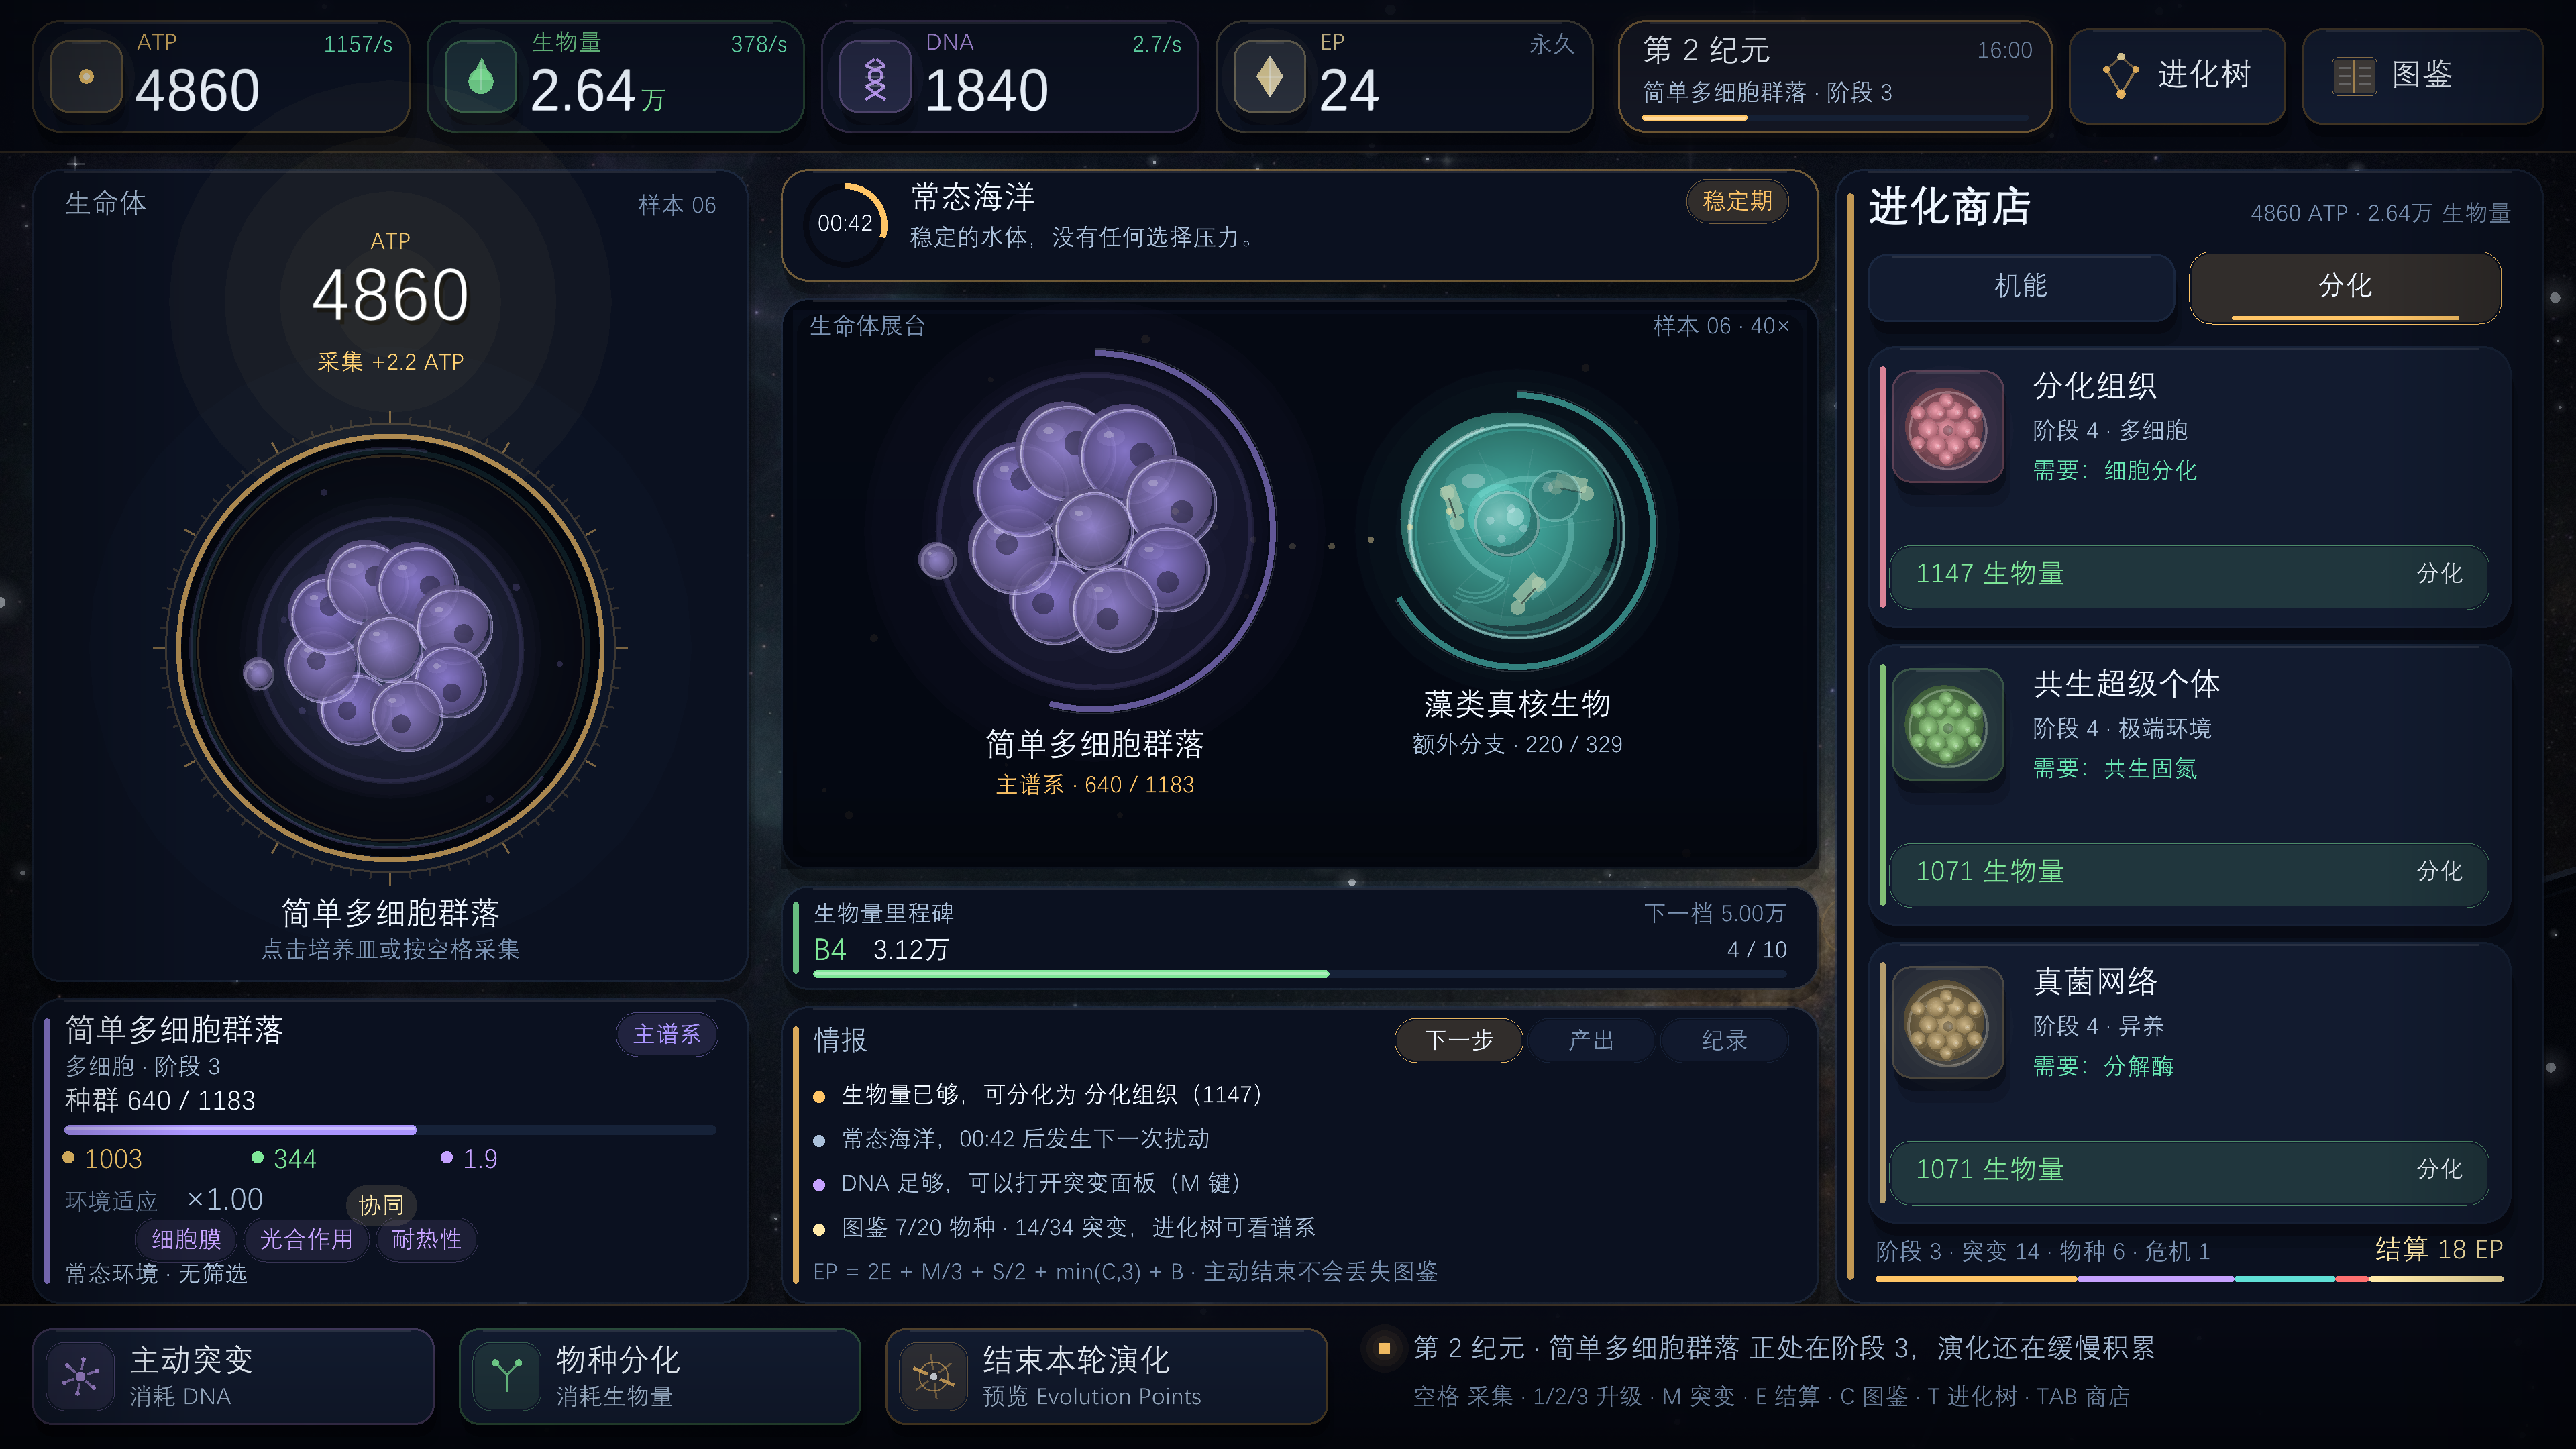 ATP 1157/s
4860
生物量 378/s
2.64万
DNA 2.7/s
1840
EP 永久
24
第 2 纪元 16:00
简单多细胞群落 · 阶段 3
进化树
图鉴
生命体 样本 06
ATP
4860
采集 +2.2 ATP
简单多细胞群落
点击培养皿或按空格采集
简单多细胞群落 主谱系
多细胞 · 阶段 3
种群 640 / 1183
1003 344 1.9
环境适应 ×1.00 协同
细胞膜 光合作用 耐热性
常态环境 · 无筛选
00:42
常态海洋 稳定期
稳定的水体，没有任何选择压力。
生命体展台 样本 06 · 40×
简单多细胞群落
主谱系 · 640 / 1183
藻类真核生物
额外分支 · 220 / 329
生物量里程碑 下一档 5.00万
B4 3.12万 4 / 10
情报 下一步 产出 纪录
生物量已够，可分化为 分化组织（1147）
常态海洋，00:42 后发生下一次扰动
DNA 足够，可以打开突变面板（M 键）
图鉴 7/20 物种 · 14/34 突变，进化树可看谱系
EP = 2E + M/3 + S/2 + min(C,3) + B · 主动结束不会丢失图鉴
进化商店 4860 ATP · 2.64万 生物量
机能 分化
分化组织
阶段 4 · 多细胞
需要：细胞分化
1147 生物量 分化
共生超级个体
阶段 4 · 极端环境
需要：共生固氮
1071 生物量 分化
真菌网络
阶段 4 · 异养
需要：分解酶
1071 生物量 分化
阶段 3 · 突变 14 · 物种 6 · 危机 1 结算 18 EP
主动突变
消耗 DNA
物种分化
消耗生物量
结束本轮演化
预览 Evolution Points
第 2 纪元 · 简单多细胞群落 正处在阶段 3，演化还在缓慢积累
空格 采集 · 1/2/3 升级 · M 突变 · E 结算 · C 图鉴 · T 进化树 · TAB 商店